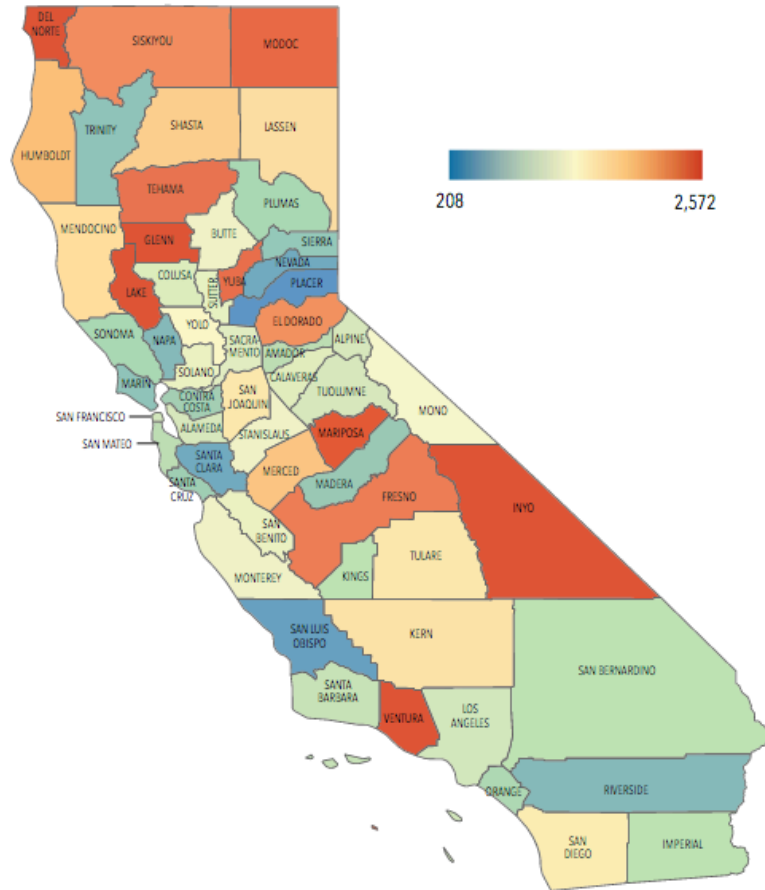 DEL
NORTE
SISKIYOU
MODOC
HUMBOLDT
TRINITY
SHASTA
LASSEN
208
2,572
TEHAMA
PLUMAS
MENDOCINO
GLENN
BUTTE
SIERRA
NEVADA
COLUSA
SUTTER
YUBA
PLACER
LAKE
YOLO
EL DORADO
SONOMA
NAPA
SACRA-
MENTO
ALPINE
AMADOR
SOLANO
CALAVERAS
MARIN
CONTRA
COSTA
SAN
JOAQUIN
TUOLUMNE
MONO
SAN FRANCISCO
ALAMEDA
STANISLAUS
MARIPOSA
SAN MATEO
SANTA
CLARA
MERCED
MADERA
SANTA
CRUZ
FRESNO
INYO
SAN
BENITO
TULARE
MONTEREY
KINGS
SAN LUIS
OBISPO
KERN
SAN BERNARDINO
SANTA
BARBARA
VENTURA
LOS
ANGELES
ORANGE
RIVERSIDE
SAN
DIEGO
IMPERIAL